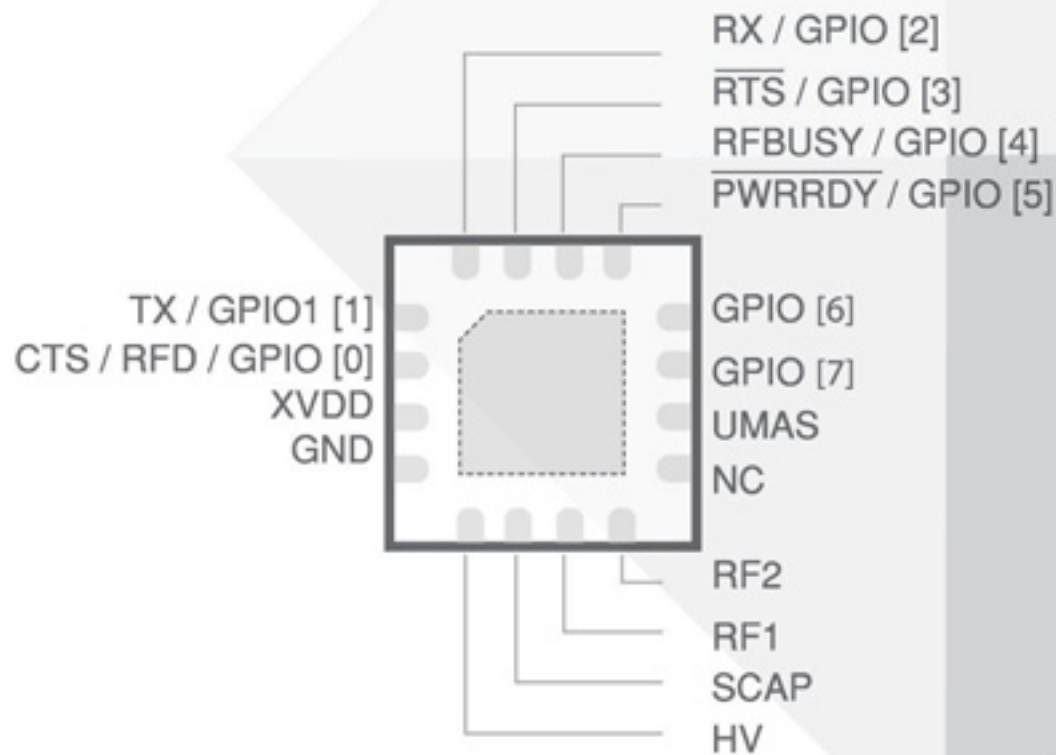 RX / GPIO [2]
RTS / GPIO [3]
RFBUSY / GPIO [4]
PWRRDY / GPIO [5]
TX / GPIO1 [1]
CTS / RFD / GPIO [0]
XVDD
GND
GPIO [6]
GPIO [7]
UMAS
NC
RF2
RF1
SCAP
HV